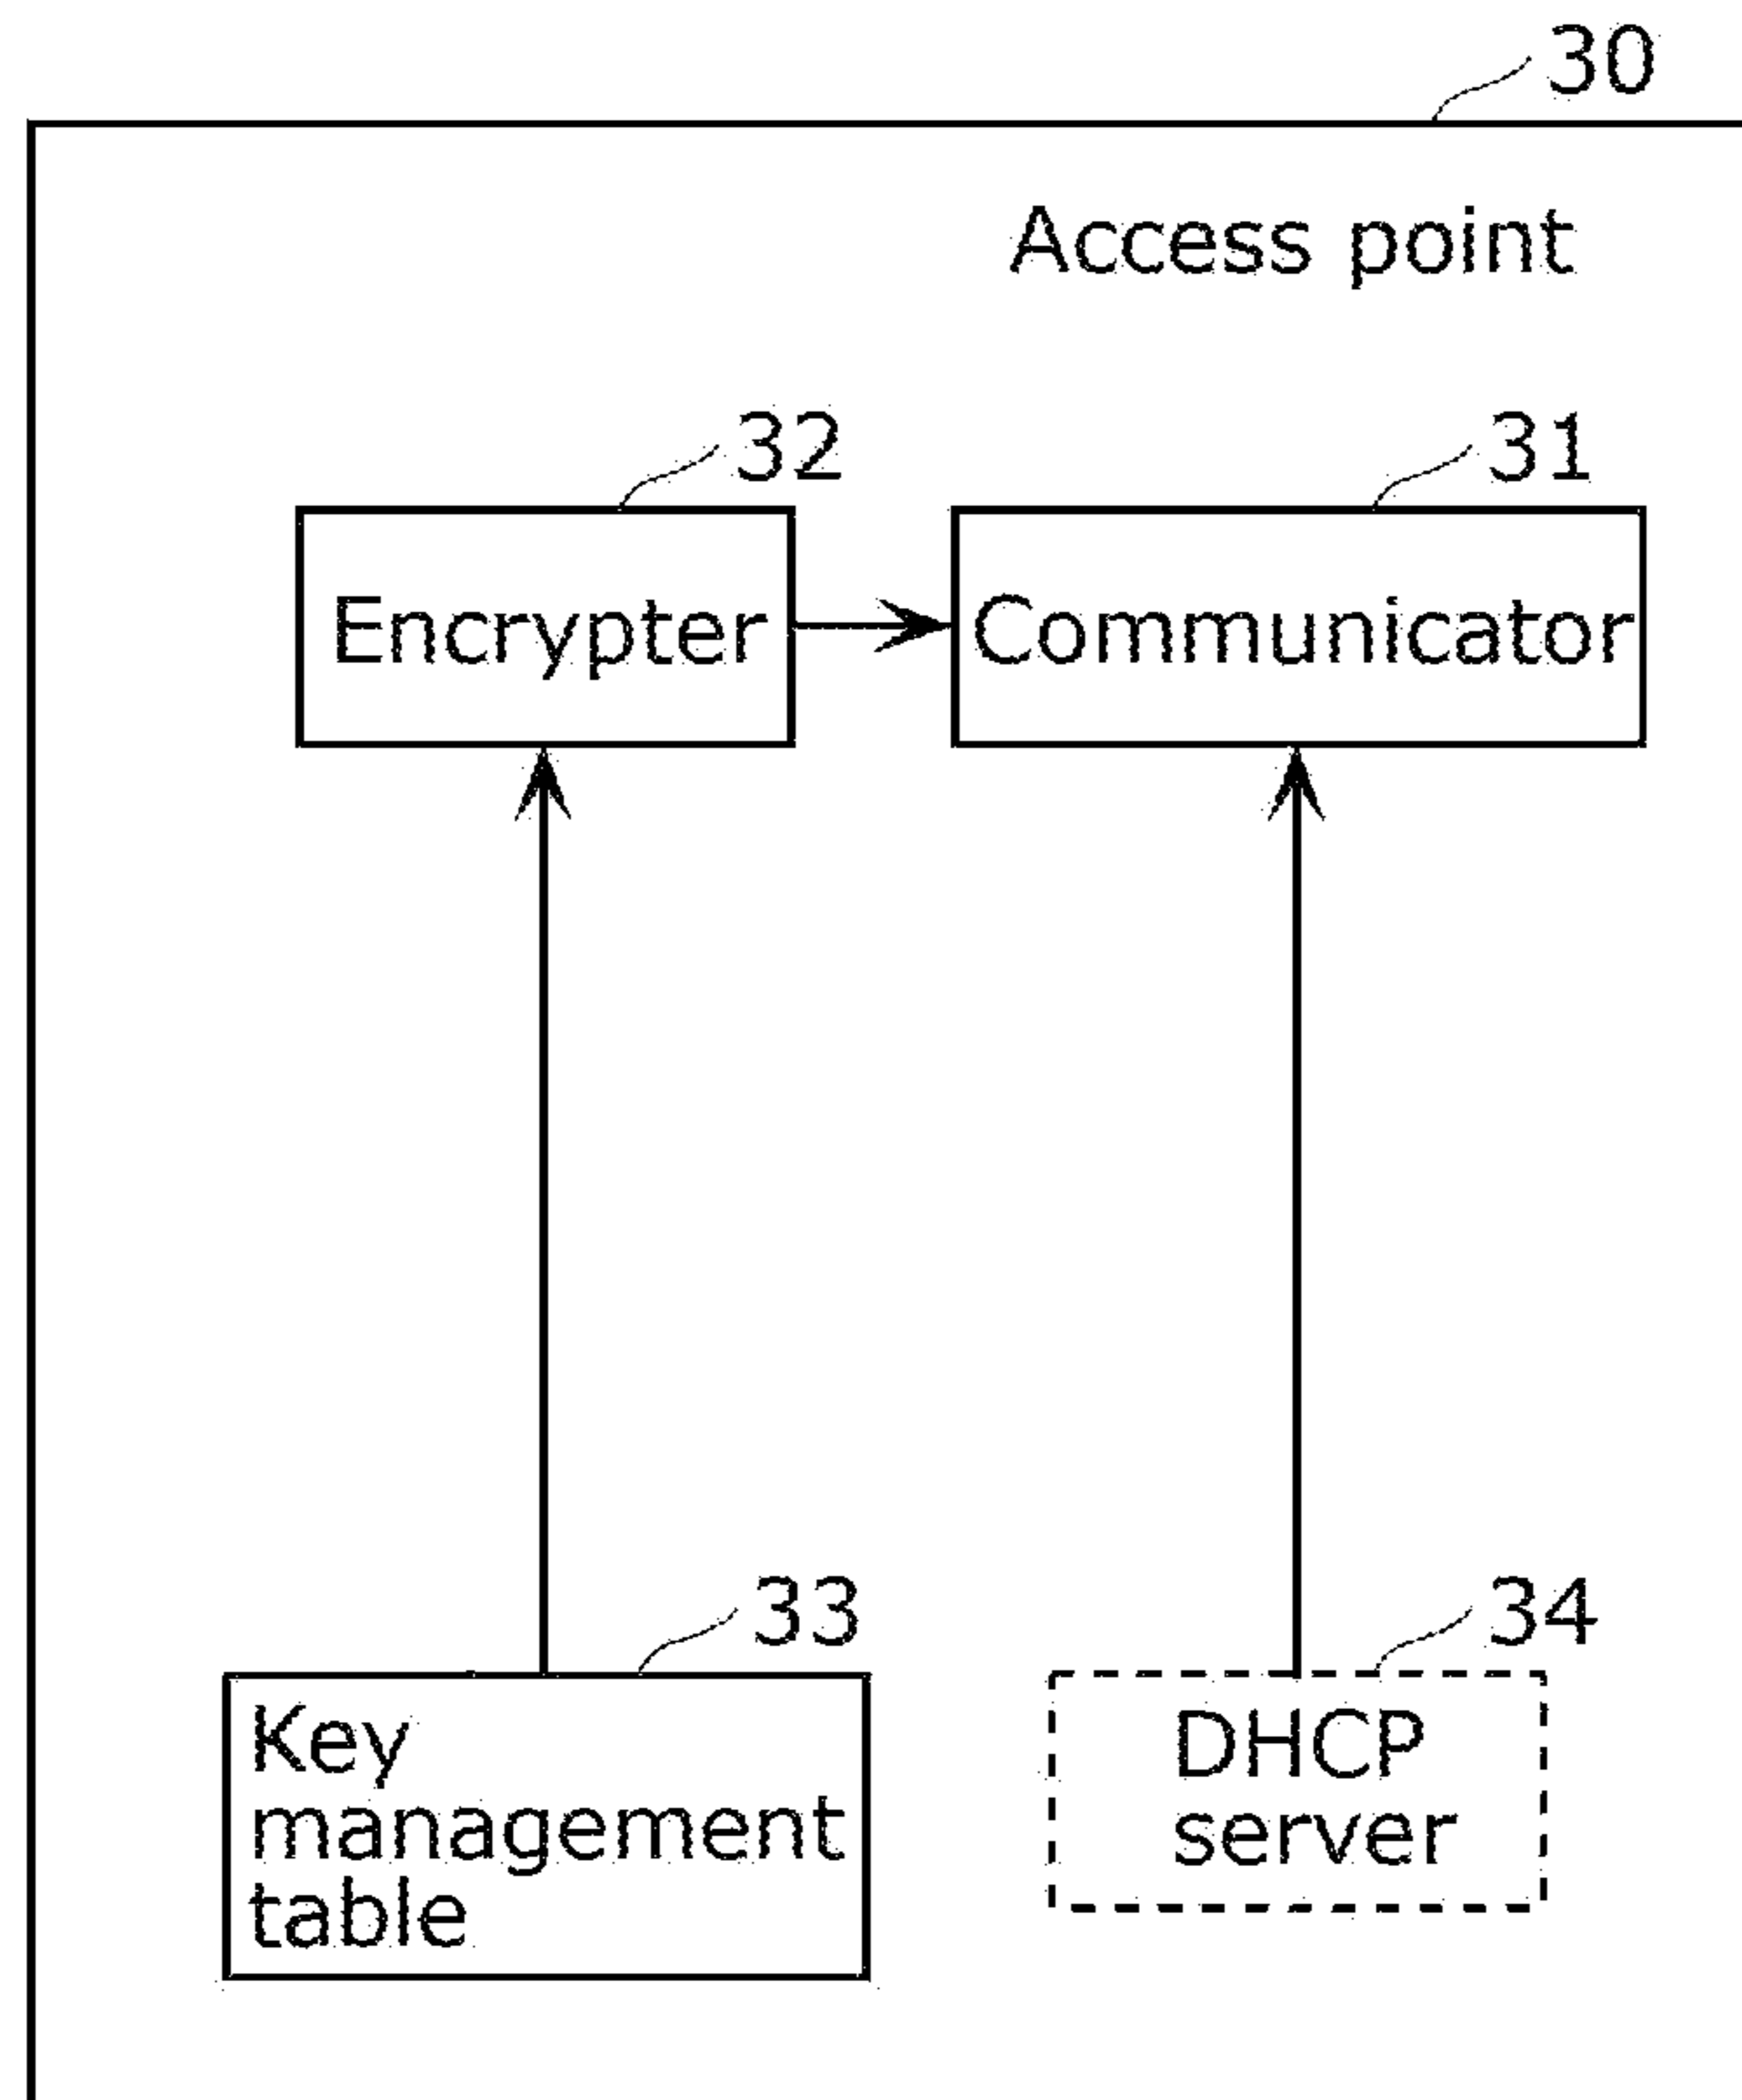 30
Access point
32
31
Encrypter
Communicator
33
34
Key
management
table
DHCP
server